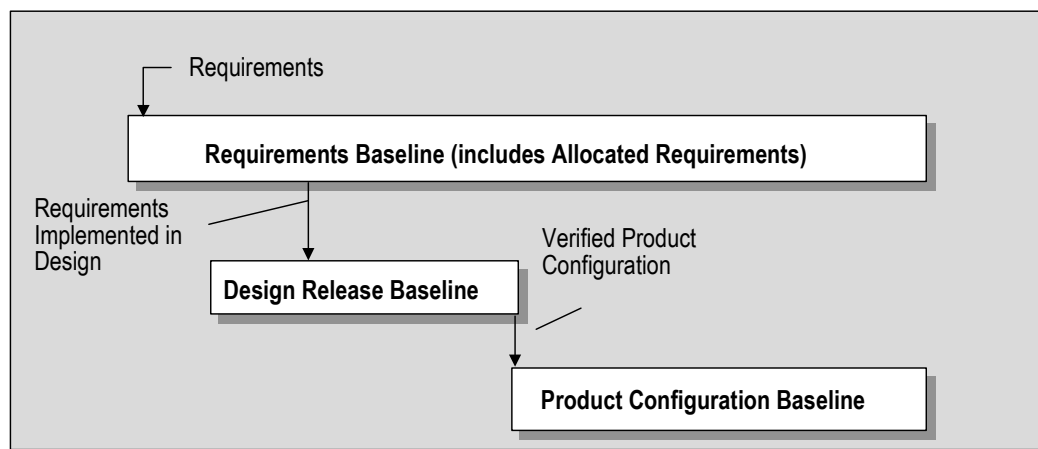 Requirements
Requirements Baseline (includes Allocated Requirements)
Requirements
Implemented in
Design
Verified Product
Configuration
Design Release Baseline
Product Configuration Baseline